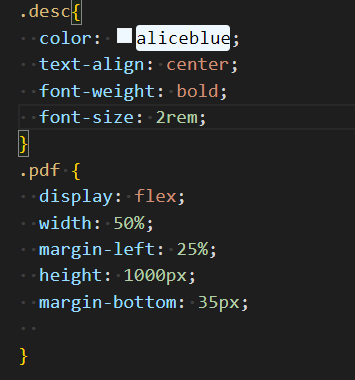 .desc{
color: aliceblue;
text-align: center;
font-weight: bold;
font-size: 2rem;
}
.pdf {
display: flex;
width: 50%;
margin-left: 25%;
height: 1000px;
margin-bottom: 35px;
}